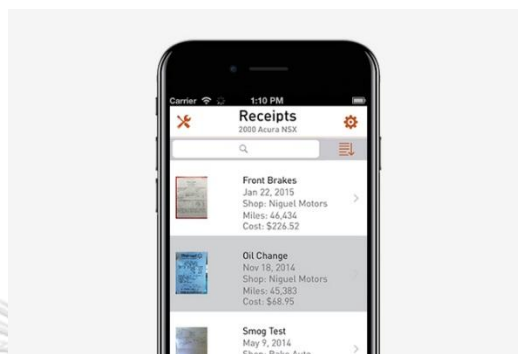 Carrier 1:10 PM
Receipts
2000 Acura NSX
Front Brakes
Jan 22, 2015
Shop: Niguel Motors
Miles: 46,434
Cost: $226.52
Oil Change
Nov 18, 2014
Shop: Niguel Motors
Miles: 45,383
Cost: $68.95
Smog Test
May 9, 2014